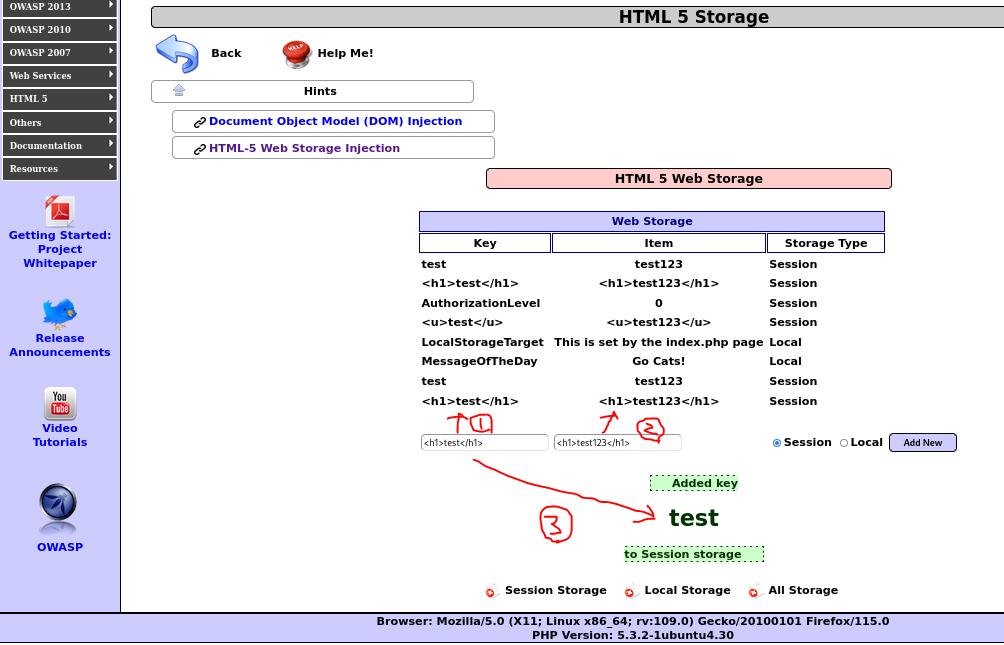 HTML 5 Storage
OWASP 2013
OWASP 2010
OWASP 2007
Web Services
HTML 5
Others
Documentation
Resources
Getting Started:
Project
Whitepaper
Release
Announcements
You
Tube
Video
Tutorials
OWASP
Back
HELP
Help Me!
Hints
Document Object Model (DOM) Injection
HTML-5 Web Storage Injection
HTML 5 Web Storage
Web Storage
Key Item Storage Type
test test123 Session
<h1>test</h1> <h1>test123</h1> Session
AuthorizationLevel 0 Session
<u>test</u> <u>test123</u> Session
LocalStorageTarget This is set by the index.php page Local
MessageOfTheDay Go Cats! Local
test test123 Session
<h1>test</h1> <h1>test123</h1> Session
1 2
<h1>test</h1> <h1>test123</h1> Session Local Add New
Added key
3 test
to Session storage
Session Storage Local Storage All Storage
Browser: Mozilla/5.0 (X11; Linux x86_64; rv:109.0) Gecko/20100101 Firefox/115.0
PHP Version: 5.3.2-1ubuntu4.30